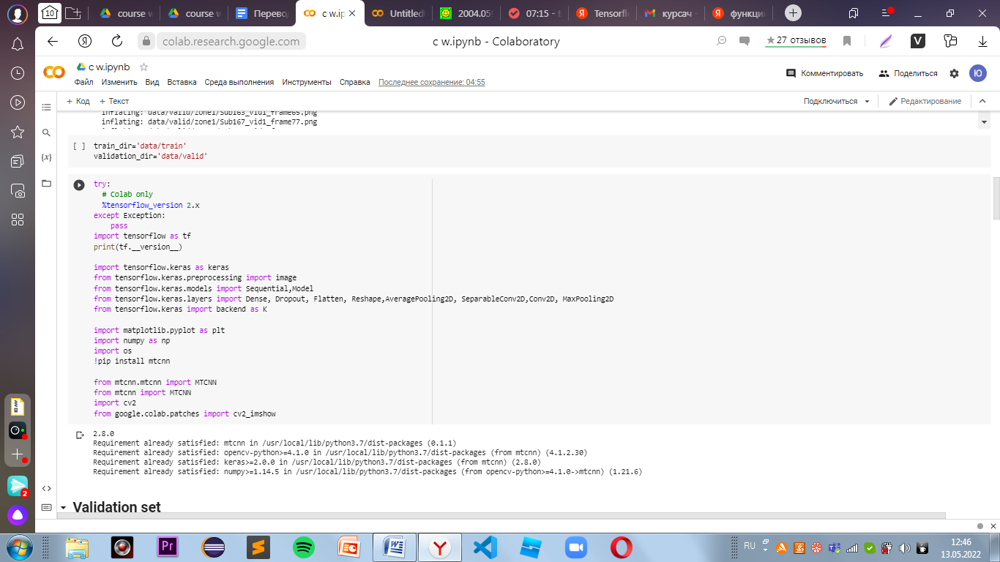 10
course w
course w
Перевод
c w.ip
Untitled
2004.059
07:15 - t
Tensorfl
курсач -
функци
colab.research.google.com
c w.ipynb - Colaboratory
27 отзывов
V
CO
c w.ipynb
Файл Изменить Вид Вставка Среда выполнения Инструменты Справка Последнее сохранение: 04:55
Комментировать
Поделиться
Ю
+ Код + Текст
Подключиться
Редактирование
inflating: data/valid/zone1/Sub163_vid1_frame65.png
inflating: data/valid/zone1/Sub167_vid1_frame77.png
[ ] train_dir='data/train'
validation_dir='data/valid'
{x}
try:
# Colab only
%tensorflow_version 2.x
except Exception:
pass
import tensorflow as tf
print(tf.__version__)
import tensorflow.keras as keras
from tensorflow.keras.preprocessing import image
from tensorflow.keras.models import Sequential,Model
from tensorflow.keras.layers import Dense, Dropout, Flatten, Reshape,AveragePooling2D, SeparableConv2D,Conv2D, MaxPooling2D
from tensorflow.keras import backend as K
import matplotlib.pyplot as plt
import numpy as np
import os
!pip install mtcnn
from mtcnn.mtcnn import MTCNN
from mtcnn import MTCNN
import cv2
from google.colab.patches import cv2_imshow
2.8.0
Requirement already satisfied: mtcnn in /usr/local/lib/python3.7/dist-packages (0.1.1)
Requirement already satisfied: opencv-python>=4.1.0 in /usr/local/lib/python3.7/dist-packages (from mtcnn) (4.1.2.30)
Requirement already satisfied: keras>=2.0.0 in /usr/local/lib/python3.7/dist-packages (from mtcnn) (2.8.0)
Requirement already satisfied: numpy>=1.14.5 in /usr/local/lib/python3.7/dist-packages (from opencv-python>=4.1.0->mtcnn) (1.21.6)
Validation set
2
Pr
RU
12:46
13.05.2022